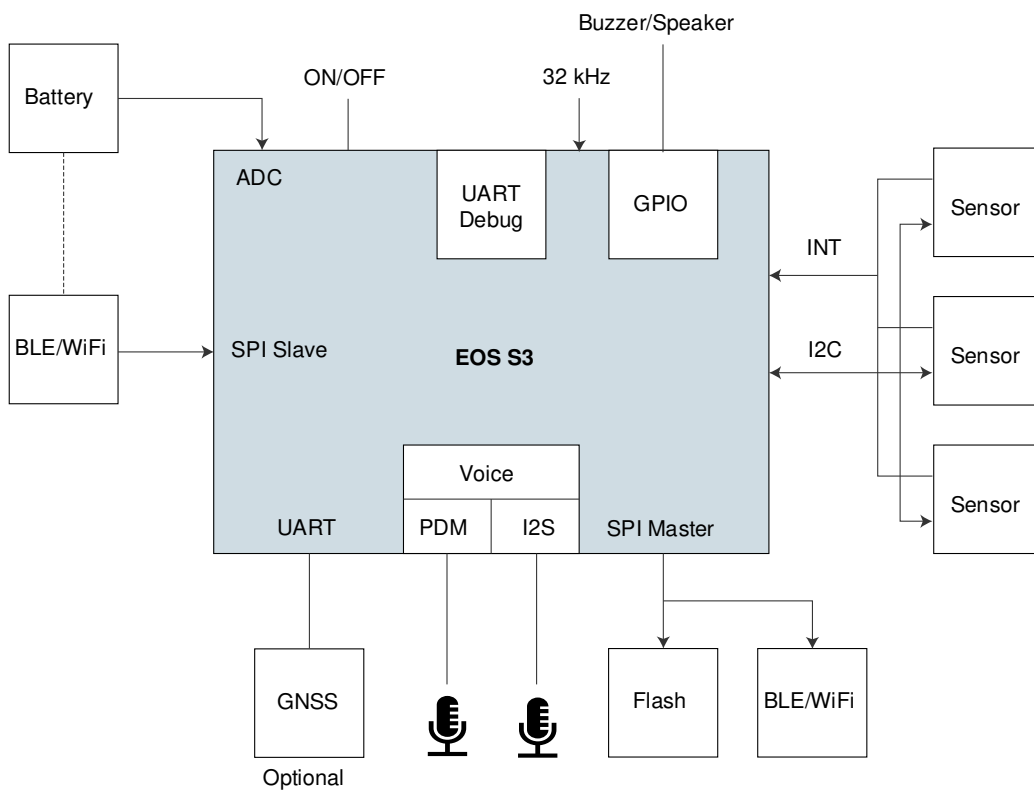 Buzzer/Speaker
ON/OFF
32 kHz
Battery
ADC
UART
Debug
GPIO
Sensor
INT
BLE/WiFi
SPI Slave
EOS S3
I2C
Sensor
Voice
Sensor
UART
PDM
I2S
SPI Master
GNSS
Flash
BLE/WiFi
Optional